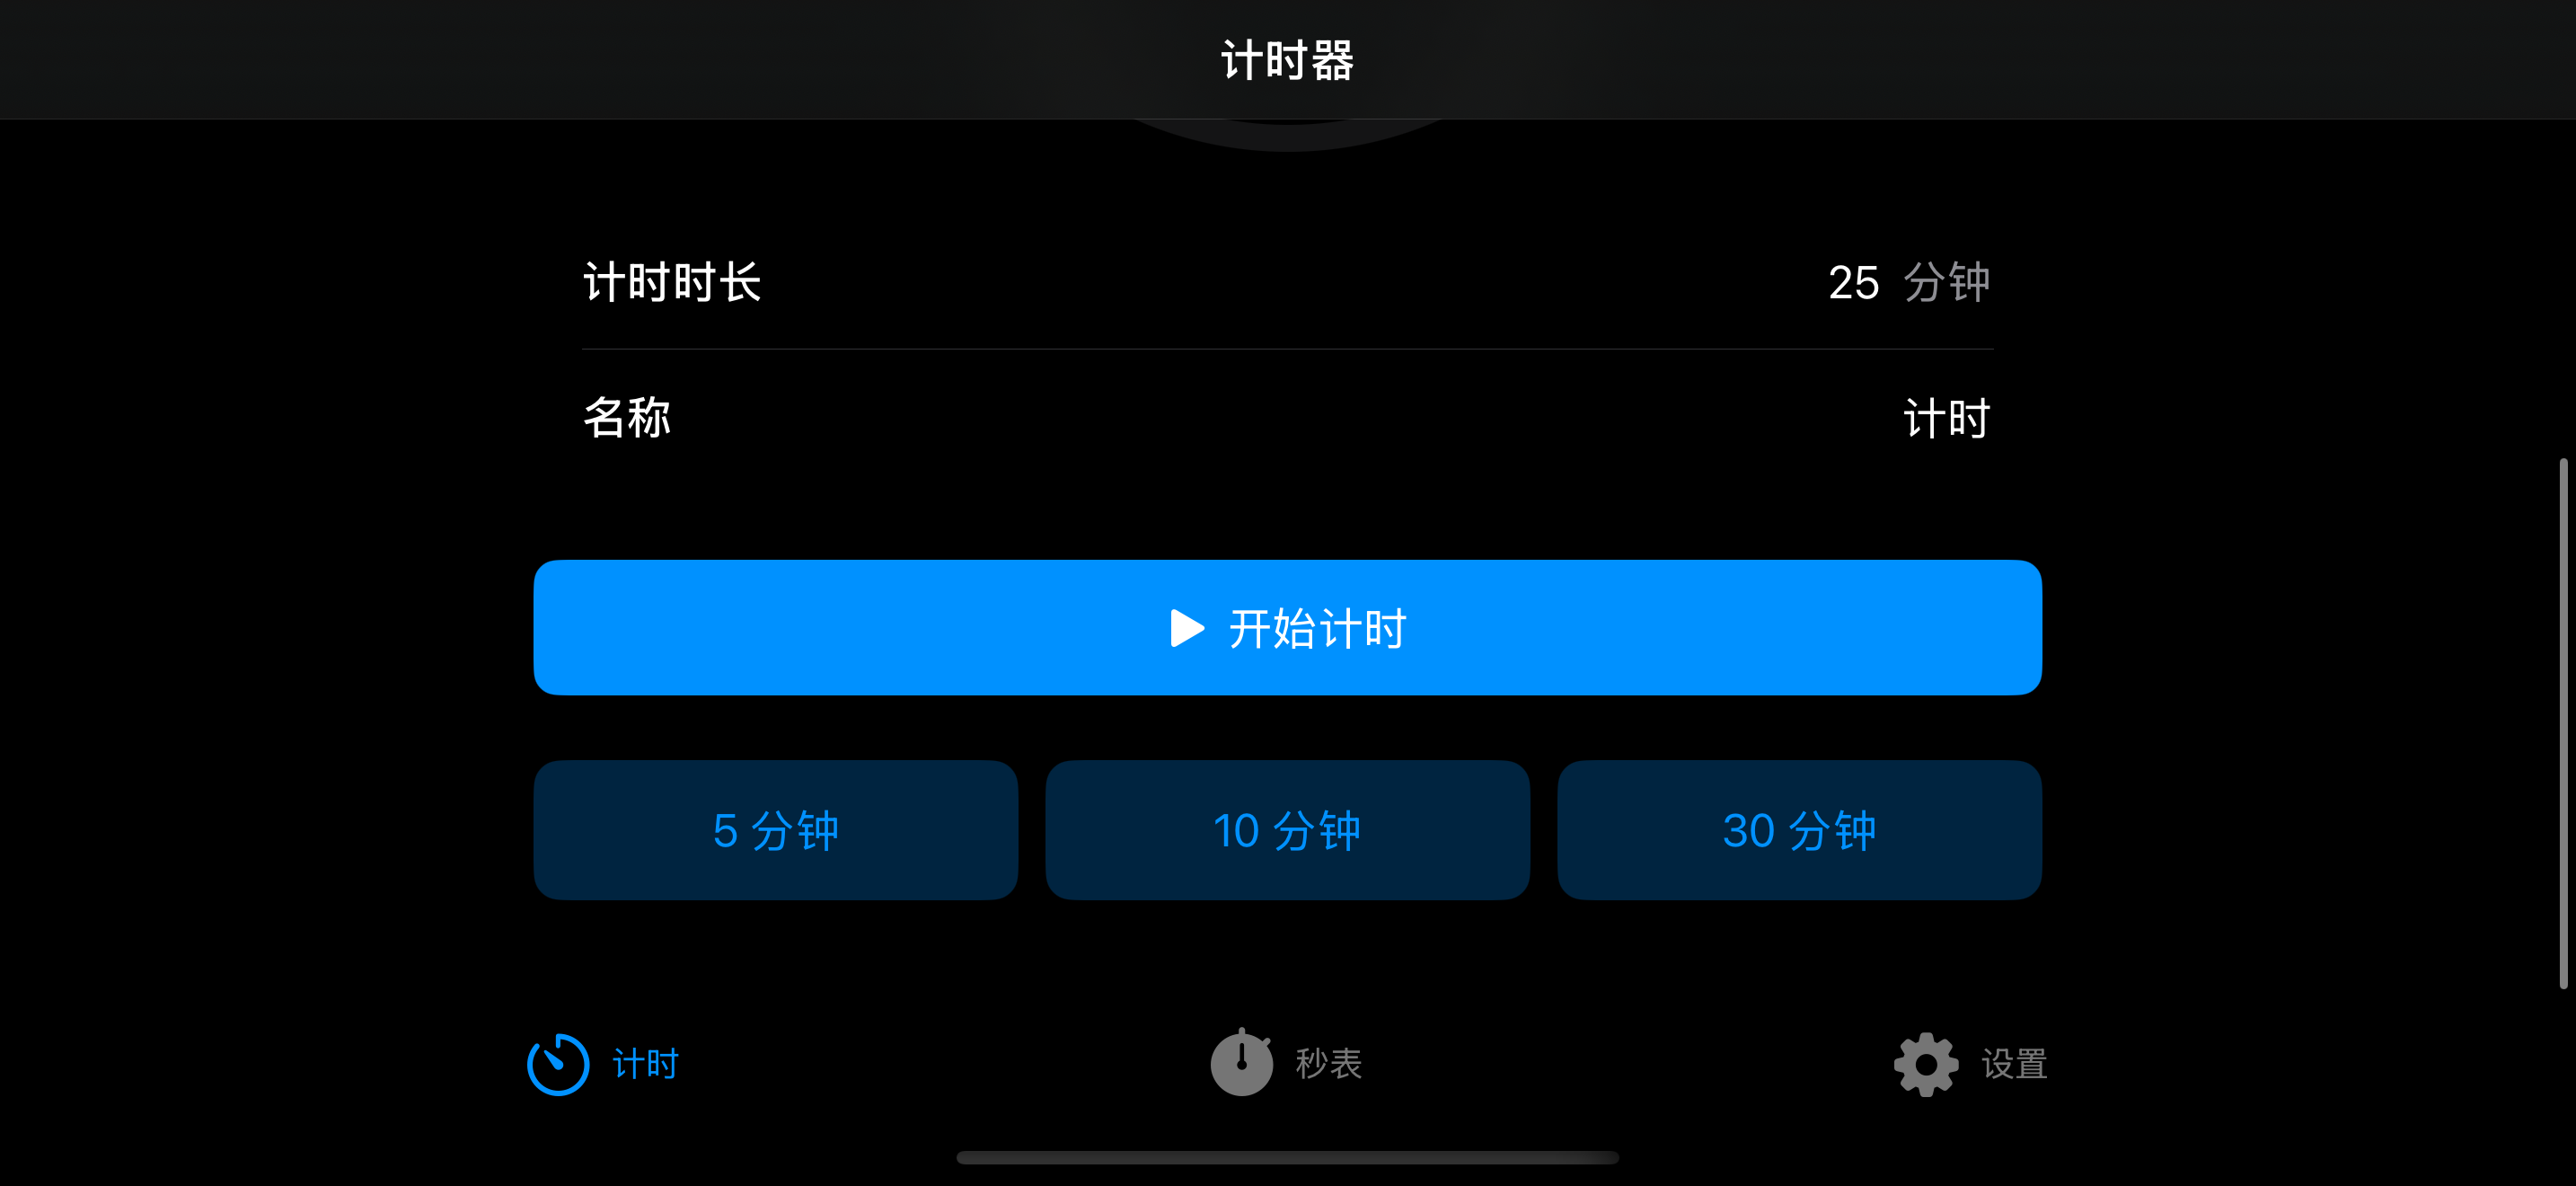 计时器
计时时长 25 分钟
名称 计时
开始计时
5 分钟 10 分钟 30 分钟
计时 秒表 设置